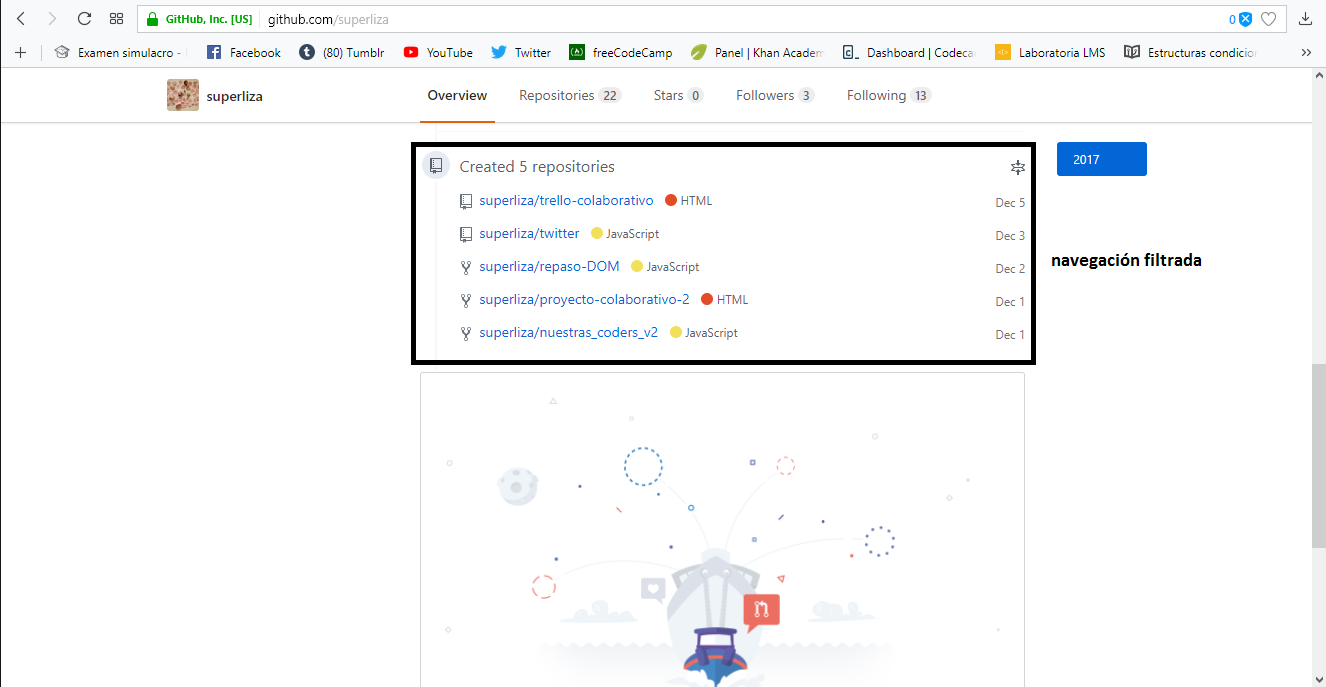 GitHub, Inc. [US] github.com/superliza 0
Examen simulacro - Facebook (80) Tumblr YouTube Twitter freeCodeCamp Panel | Khan Academ Dashboard | Codeca Laboratoria LMS Estructuras condicion
superliza Overview Repositories 22 Stars 0 Followers 3 Following 13
Created 5 repositories
2017
superliza/trello-colaborativo HTML Dec 5
superliza/twitter JavaScript Dec 3
superliza/repaso-DOM JavaScript Dec 2
navegación filtrada
superliza/proyecto-colaborativo-2 HTML Dec 1
superliza/nuestras_coders_v2 JavaScript Dec 1